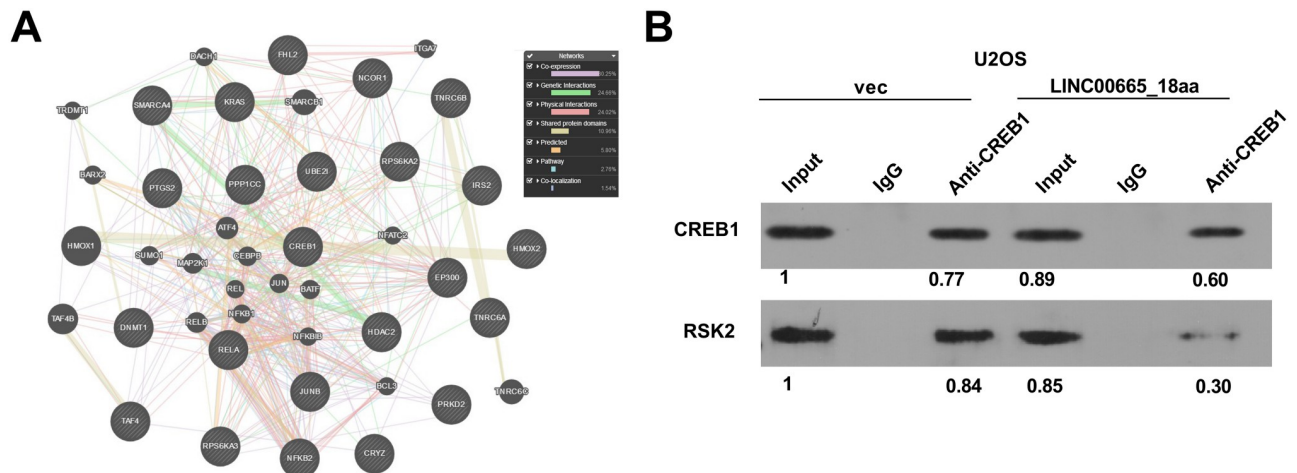 A
DACH1
FHL2
ITGA7
NCOR1
TRDMT1
SMARCA4
KRAS
SMARCB1
TNRC6B
BARX2
PTGS2
PPP1CC
UBE2I
RPS6KA2
IRS2
HMOX1
ATF4
SUMO1
MAP2K1
CEBPB
CREB1
NFATC2
HMOX2
JUN
REL
BATF
EP300
TAF4B
DNMT1
RELB
NFKB1
RELA
NFKBIB
HDAC2
TNRC6A
JUNB
BCL3
PRKD2
TNRC6C
TAF4
RPS6KA3
NFKB2
CRYZ
Networks
Co-expression
Genetic Interactions
Physical Interactions
Shared protein domains
Predicted
Pathway
Co-localization
1.54%
B
U2OS
vec LINC00665_18aa
Input IgG Anti-CREB1 Input IgG Anti-CREB1
CREB1
1 0.77 0.89 0.60
RSK2
1 0.84 0.85 0.30